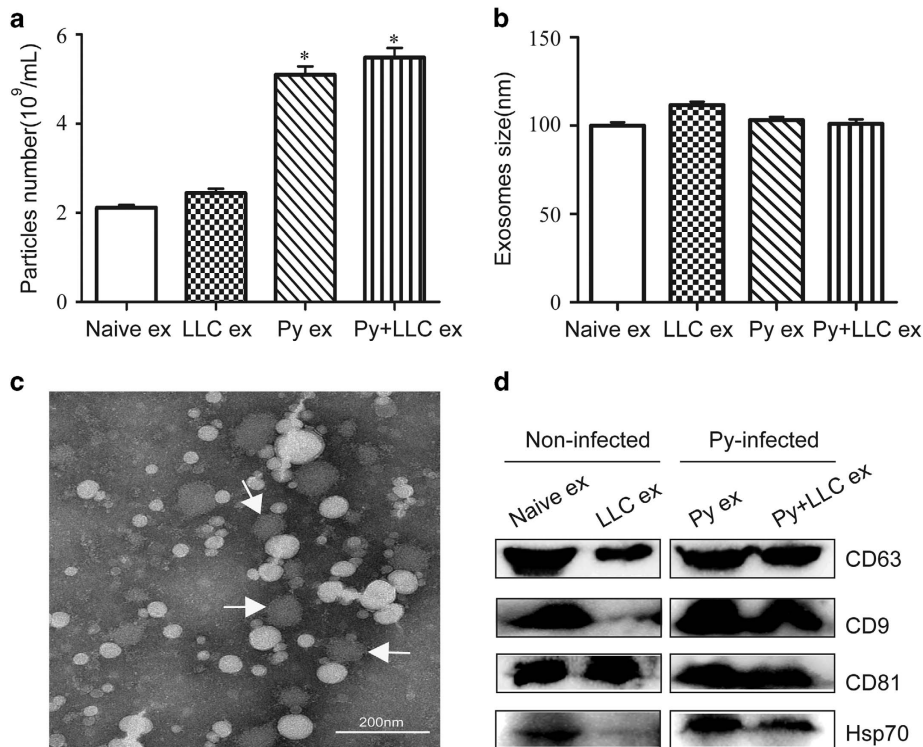 a
Particles number(10⁹/mL)
6
4
2
0
*
*
Naive ex
LLC ex
Py ex
Py+LLC ex
b
Exosomes size(nm)
150
100
50
0
Naive ex
LLC ex
Py ex
Py+LLC ex
c
200nm
d
Non-infected
Py-infected
Naive ex
LLC ex
Py ex
Py+LLC ex
CD63
CD9
CD81
Hsp70